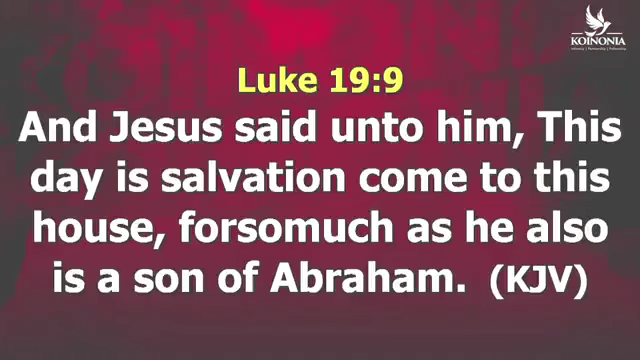 KOINONIA
Luke 19:9
And Jesus said unto him, This
day is salvation come to this
house, forsomuch as he also
is a son of Abraham. (KJV)